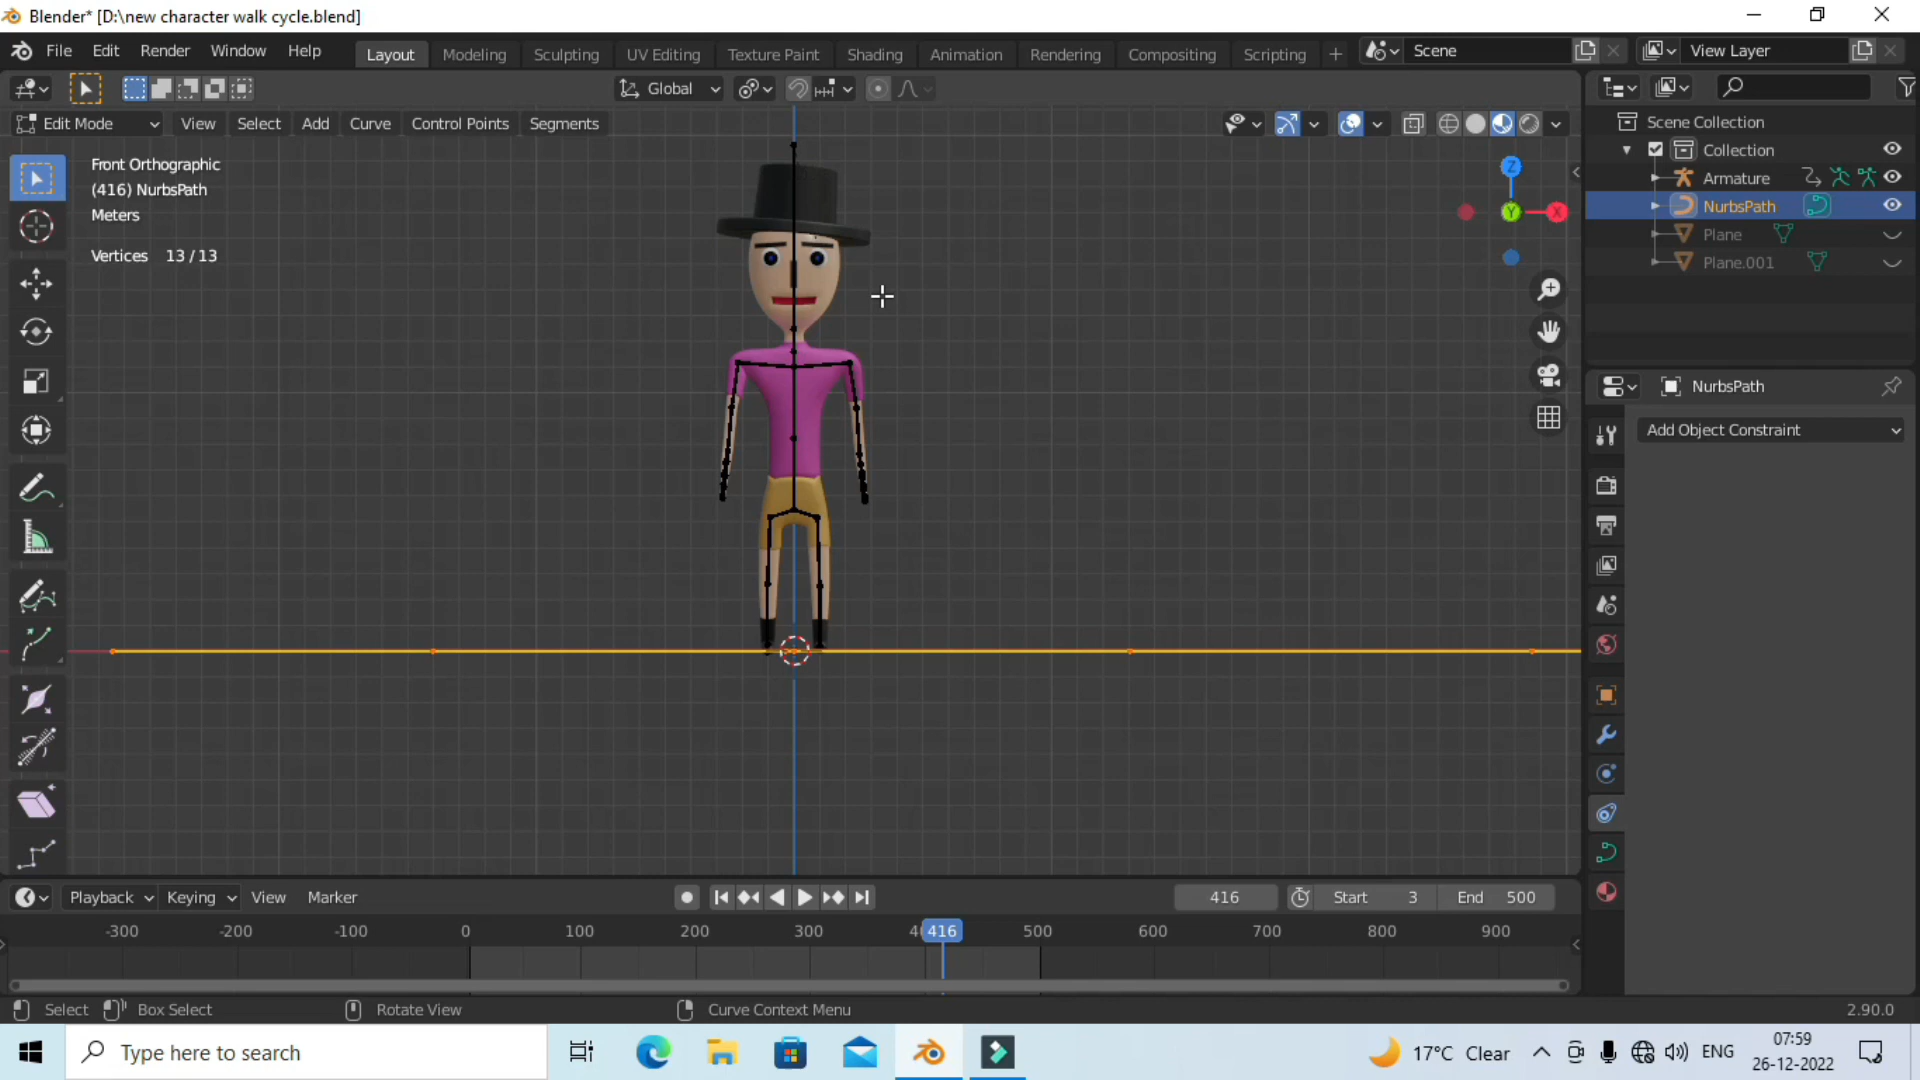 Blender* [D:\new character walk cycle.blend]
File Edit Render Window Help Layout Modeling Sculpting UV Editing Texture Paint Shading Animation Rendering Compositing Scripting + Scene View Layer
Global
Edit Mode View Select Add Curve Control Points Segments
Front Orthographic
(416) NurbsPath
Meters
Vertices 13 / 13
Z
Y
X
Scene Collection
Collection
Armature
NurbsPath
Plane
Plane.001
NurbsPath
Add Object Constraint
Playback Keying View Marker 416 Start 3 End 500
-300 -200 -100 0 100 200 300 416 500 600 700 800 900
Select Box Select Rotate View Curve Context Menu 2.90.0
Type here to search
17°C Clear
ENG
07:59
26-12-2022